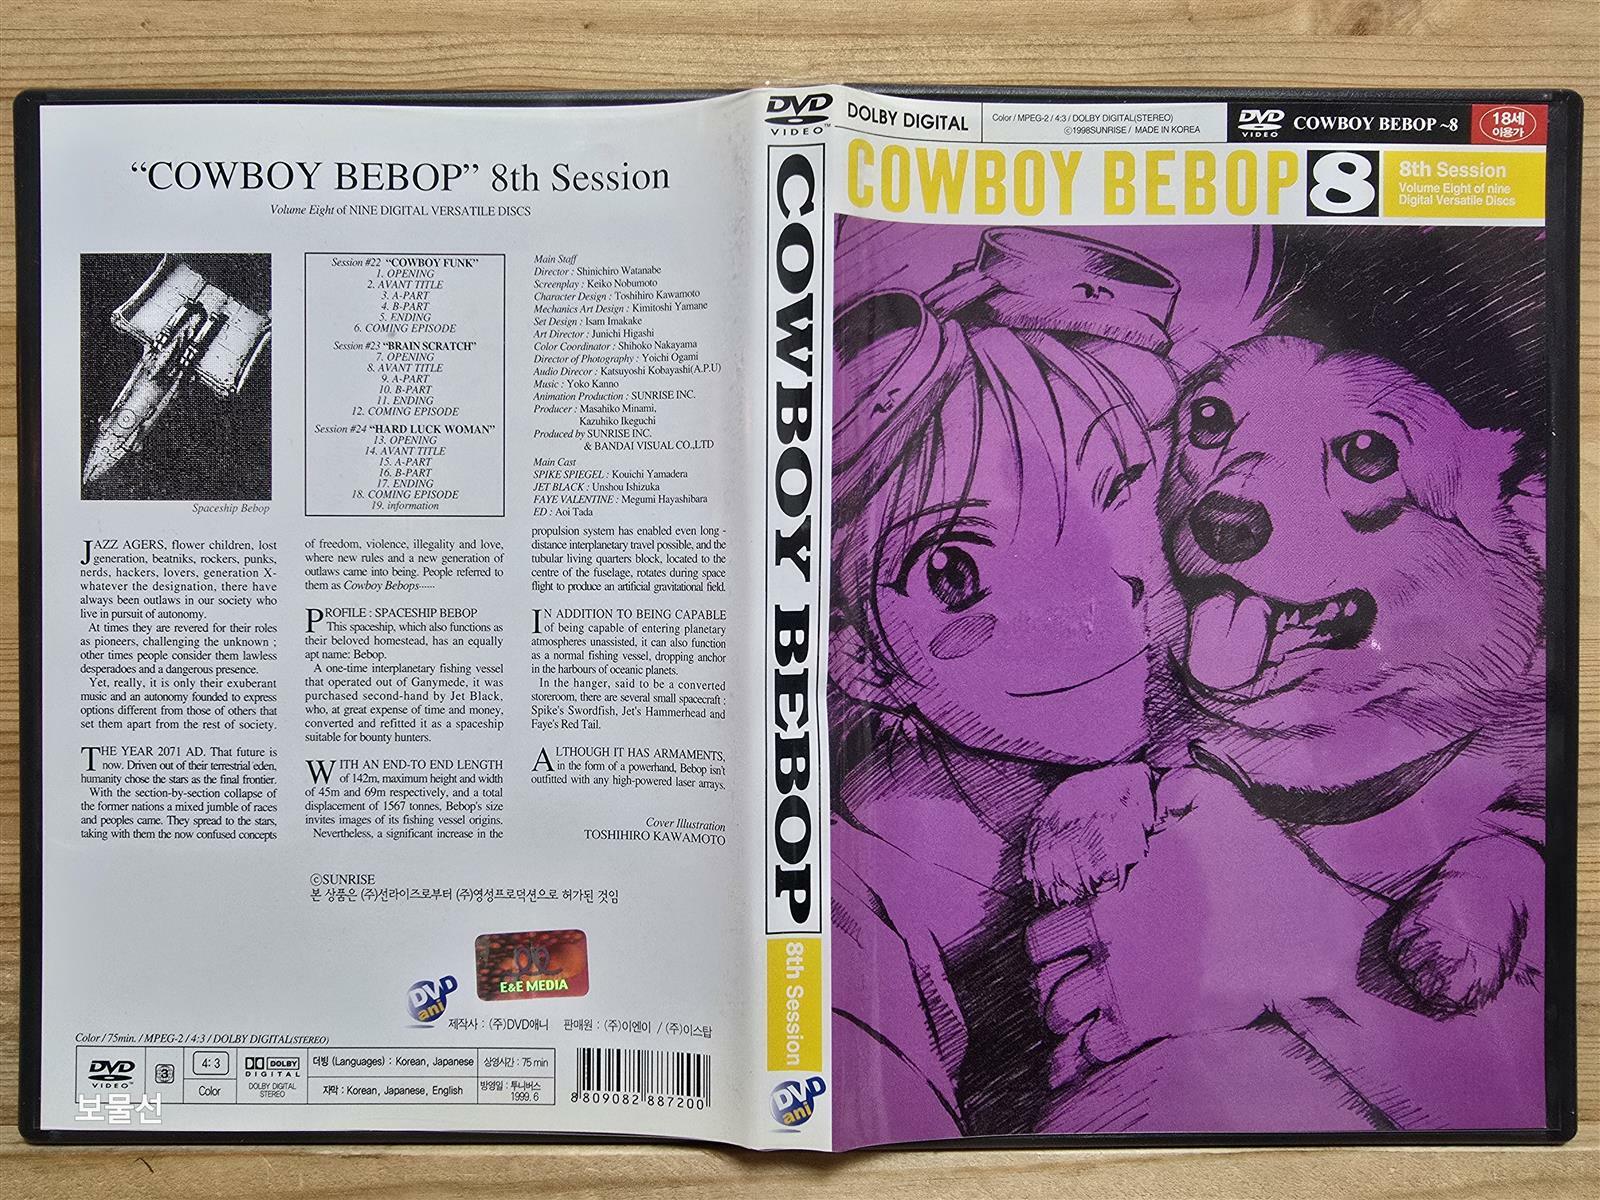 “COWBOY BEBOP” 8th Session
Volume Eight of NINE DIGITAL VERSATILE DISCS
Spaceship Bebop
Session #22 “COWBOY FUNK”
1. OPENING
2. AVANT TITLE
3. A-PART
4. B-PART
5. ENDING
6. COMING EPISODE
Session #23 “BRAIN SCRATCH”
7. OPENING
8. AVANT TITLE
9. A-PART
10. B-PART
11. ENDING
12. COMING EPISODE
Session #24 “HARD LUCK WOMAN”
13. OPENING
14. AVANT TITLE
15. A-PART
16. B-PART
17. ENDING
18. COMING EPISODE
19. information
Main Staff
Director : Shinichiro Watanabe
Screenplay : Keiko Nobumoto
Character Design : Toshihiro Kawamoto
Mechanics Art Design : Kimitoshi Yamane
Set Design : Isam Imakake
Art Director : Junichi Higashi
Color Coordinator : Shihoko Nakayama
Director of Photography : Yoichi Ogami
Audio Direcor : Katsuyoshi Kobayashi(A.P.U)
Music : Yoko Kanno
Animation Production : SUNRISE INC.
Producer : Masahiko Minami,
Kazuhiko Ikeguchi
Produced by SUNRISE INC.
& BANDAI VISUAL CO.,LTD
Main Cast
SPIKE SPIEGEL : Kouichi Yamadera
JET BLACK : Unshou Ishizuka
FAYE VALENTINE : Megumi Hayashibara
ED : Aoi Tada
JAZZ AGERS, flower children, lost
generation, beatniks, rockers, punks,
nerds, hackers, lovers, generation X-
whatever the designation, there have
always been outlaws in our society who
live in pursuit of autonomy.
At times they are revered for their roles
as pioneers, challenging the unknown ;
other times people consider them lawless
desperadoes and a dangerous presence.
Yet, really, it is only their exuberant
music and an autonomy founded to express
options different from those of others that
set them apart from the rest of society.
THE YEAR 2071 AD. That future is
now. Driven out of their terrestrial eden,
humanity chose the stars as the final frontier.
With the section-by-section collapse of
the former nations a mixed jumble of races
and peoples came. They spread to the stars,
taking with them the now confused concepts
of freedom, violence, illegality and love,
where new rules and a new generation of
outlaws came into being. People referred to
them as Cowboy Bebops······
PROFILE : SPACESHIP BEBOP
This spaceship, which also functions as
their beloved homestead, has an equally
apt name: Bebop.
A one-time interplanetary fishing vessel
that operated out of Ganymede, it was
purchased second-hand by Jet Black,
who, at great expense of time and money,
converted and refitted it as a spaceship
suitable for bounty hunters.
WITH AN END-TO END LENGTH
of 142m, maximum height and width
of 45m and 69m respectively, and a total
displacement of 1567 tonnes, Bebop's size
invites images of its fishing vessel origins.
Nevertheless, a significant increase in the
propulsion system has enabled even long -
distance interplanetary travel possible, and the
tubular living quarters block, located to the
centre of the fuselage, rotates during space
flight to produce an artificial gravitational field.
IN ADDITION TO BEING CAPABLE
of being capable of entering planetary
atmospheres unassisted, it can also function
as a normal fishing vessel, dropping anchor
in the harbours of oceanic planets.
In the hanger, said to be a converted
storeroom, there are several small spacecraft :
Spike's Swordfish, Jet's Hammerhead and
Faye's Red Tail.
ALTHOUGH IT HAS ARMAMENTS,
in the form of a powerhand, Bebop isn't
outfitted with any high-powered laser arrays.
Cover Illustration
TOSHIHIRO KAWAMOTO
ⓒSUNRISE
본 상품은 (주)선라이즈로부터 (주)영성프로덕션으로 허가된 것임
E&E MEDIA
DVD ani
제작사 : (주)DVD애니 판매원 : (주)이엔이 / (주)이스탑
Color / 75min. / MPEG-2 / 4:3 / DOLBY DIGITAL(STEREO)
DVD VIDEO
3
4:3
Color
DOLBY DIGITAL
DOLBY DIGITAL STEREO
더빙 (Languages) : Korean, Japanese
자막 : Korean, Japanese, English
상영시간 : 75 min
방영일 : 투니버스
1999. 6
8 809082 887200
보물선
DVD VIDEO™
COWBOY BEBOP
8th Session
DVD ani
DOLBY DIGITAL
Color / MPEG-2 / 4:3 / DOLBY DIGITAL(STEREO)
ⓒ1998SUNRISE / MADE IN KOREA
DVD VIDEO
COWBOY BEBOP ~8
18세
이용가
COWBOY BEBOP 8
8th Session
Volume Eight of nine
Digital Versatile Discs